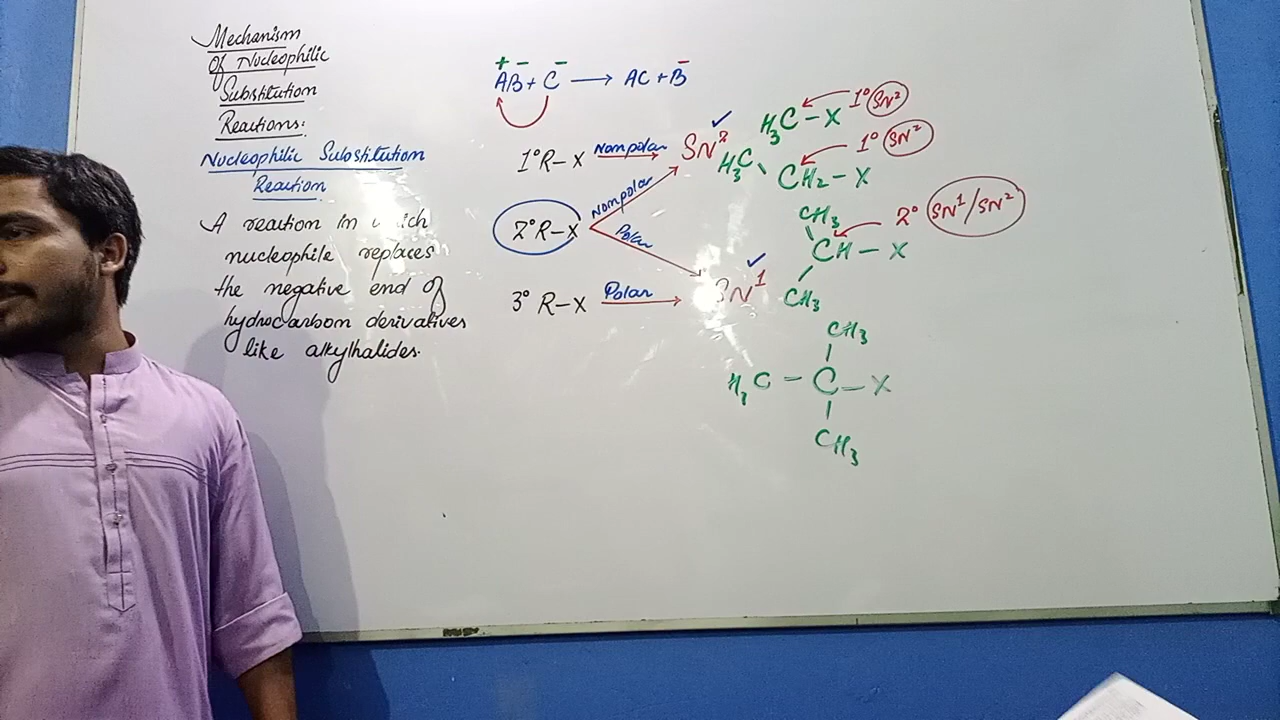 Mechanism
of Nucleophilic
Substitution
Reactions:
Nucleophilic Substitution
Reaction
A reaction in which
nucleophile replaces
the negative end of
hydrocarbon derivatives
like alkylhalides.
+ − −
AB + C ⟶ AC + B −
1° R−X Nonpolar SN² ✓
2° R−X Nonpolar
Polar
3° R−X Polar SN¹ ✓
H₃C − X 1° SN²
H₃C 1° SN²
CH₂ − X
CH₃ 2° SN¹/SN²
CH − X
CH₃
CH₃
H₃C − C − X
CH₃